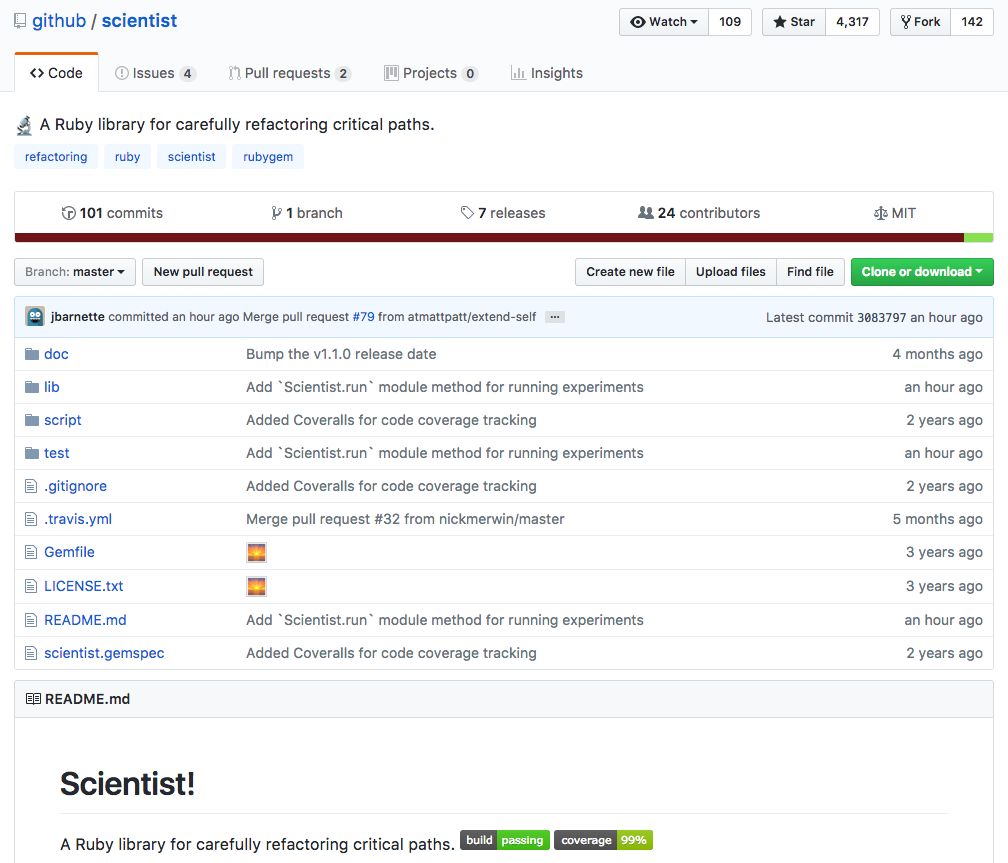 github / scientist
Watch 109 Star 4,317 Fork 142
Code Issues 4 Pull requests 2 Projects 0 Insights
A Ruby library for carefully refactoring critical paths.
refactoring ruby scientist rubygem
101 commits 1 branch 7 releases 24 contributors MIT
Branch: master New pull request Create new file Upload files Find file Clone or download
jbarnette committed an hour ago Merge pull request #79 from atmattpatt/extend-self … Latest commit 3083797 an hour ago
doc Bump the v1.1.0 release date 4 months ago
lib Add `Scientist.run` module method for running experiments an hour ago
script Added Coveralls for code coverage tracking 2 years ago
test Add `Scientist.run` module method for running experiments an hour ago
.gitignore Added Coveralls for code coverage tracking 2 years ago
.travis.yml Merge pull request #32 from nickmerwin/master 5 months ago
Gemfile 3 years ago
LICENSE.txt 3 years ago
README.md Add `Scientist.run` module method for running experiments an hour ago
scientist.gemspec Added Coveralls for code coverage tracking 2 years ago
README.md
Scientist!
A Ruby library for carefully refactoring critical paths. build passing coverage 99%